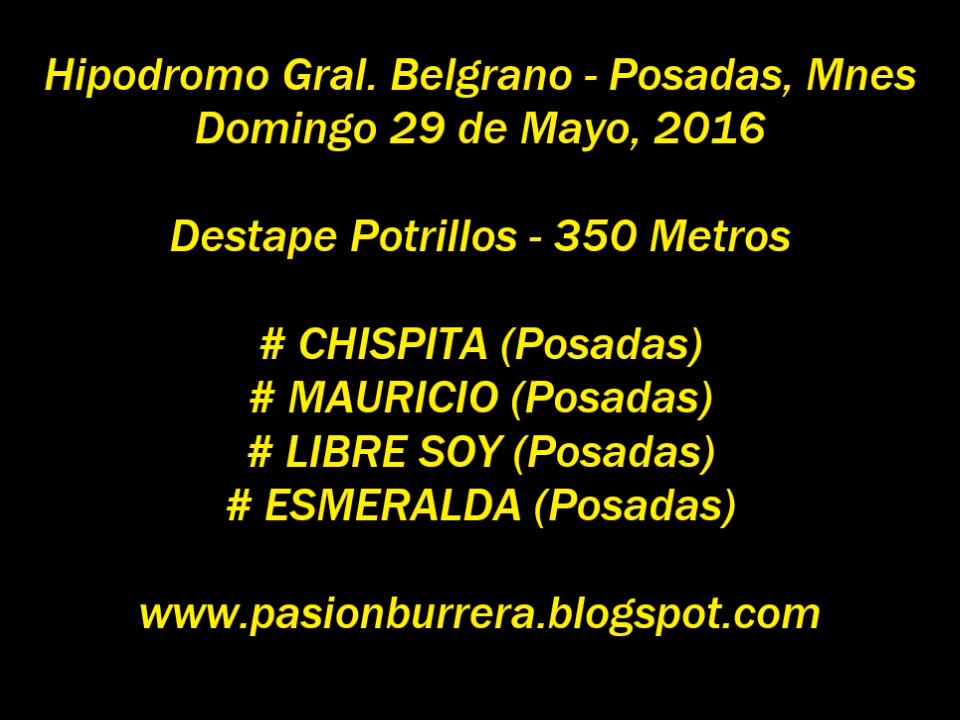 Hipodromo Gral. Belgrano - Posadas, Mnes
Domingo 29 de Mayo, 2016
Destape Potrillos - 350 Metros
# CHISPITA (Posadas)
# MAURICIO (Posadas)
# LIBRE SOY (Posadas)
# ESMERALDA (Posadas)
www.pasionburrera.blogspot.com